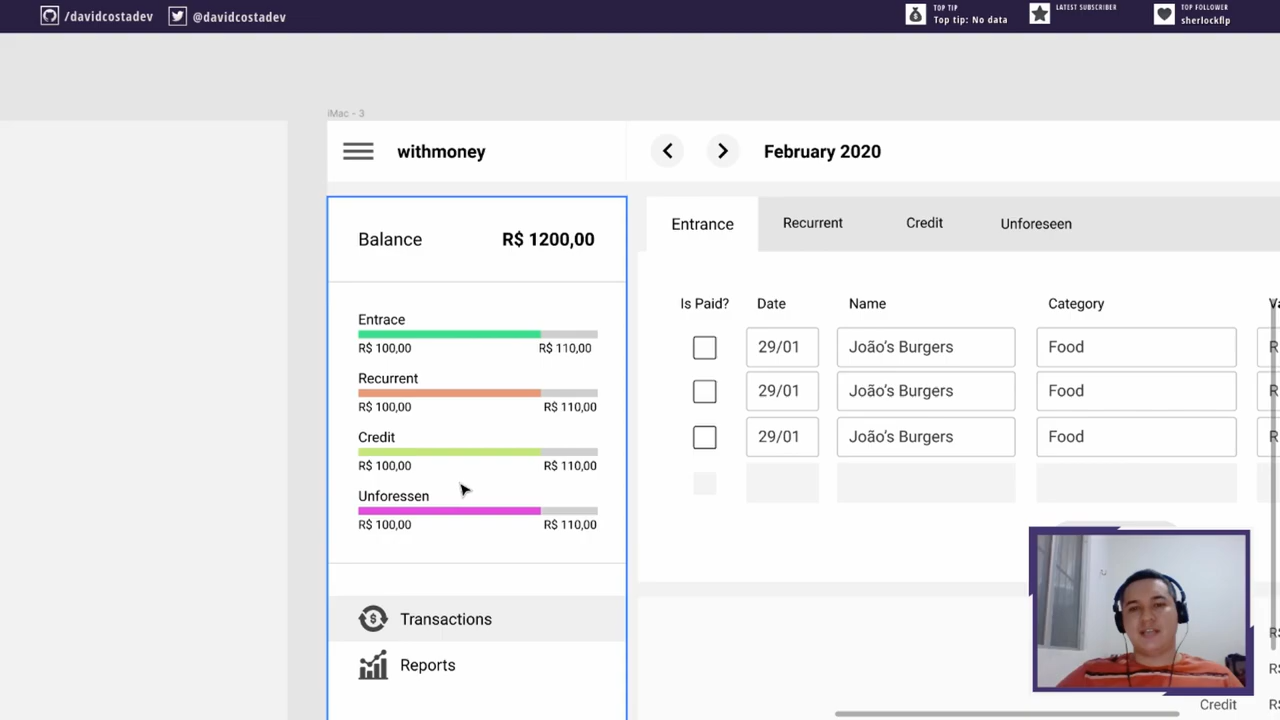 /davidcostadev
@davidcostadev
TOP TIP
Top tip: No data
LATEST SUBSCRIBER
TOP FOLLOWER
sherlockflp
iMac - 3
withmoney
February 2020
Balance
R$ 1200,00
Entrace
R$ 100,00
R$ 110,00
Recurrent
R$ 100,00
R$ 110,00
Credit
R$ 100,00
R$ 110,00
Unforessen
R$ 100,00
R$ 110,00
Transactions
Reports
Entrance
Recurrent
Credit
Unforeseen
Is Paid?
Date
Name
Category
29/01
João’s Burgers
Food
29/01
João’s Burgers
Food
29/01
João’s Burgers
Food
Credit